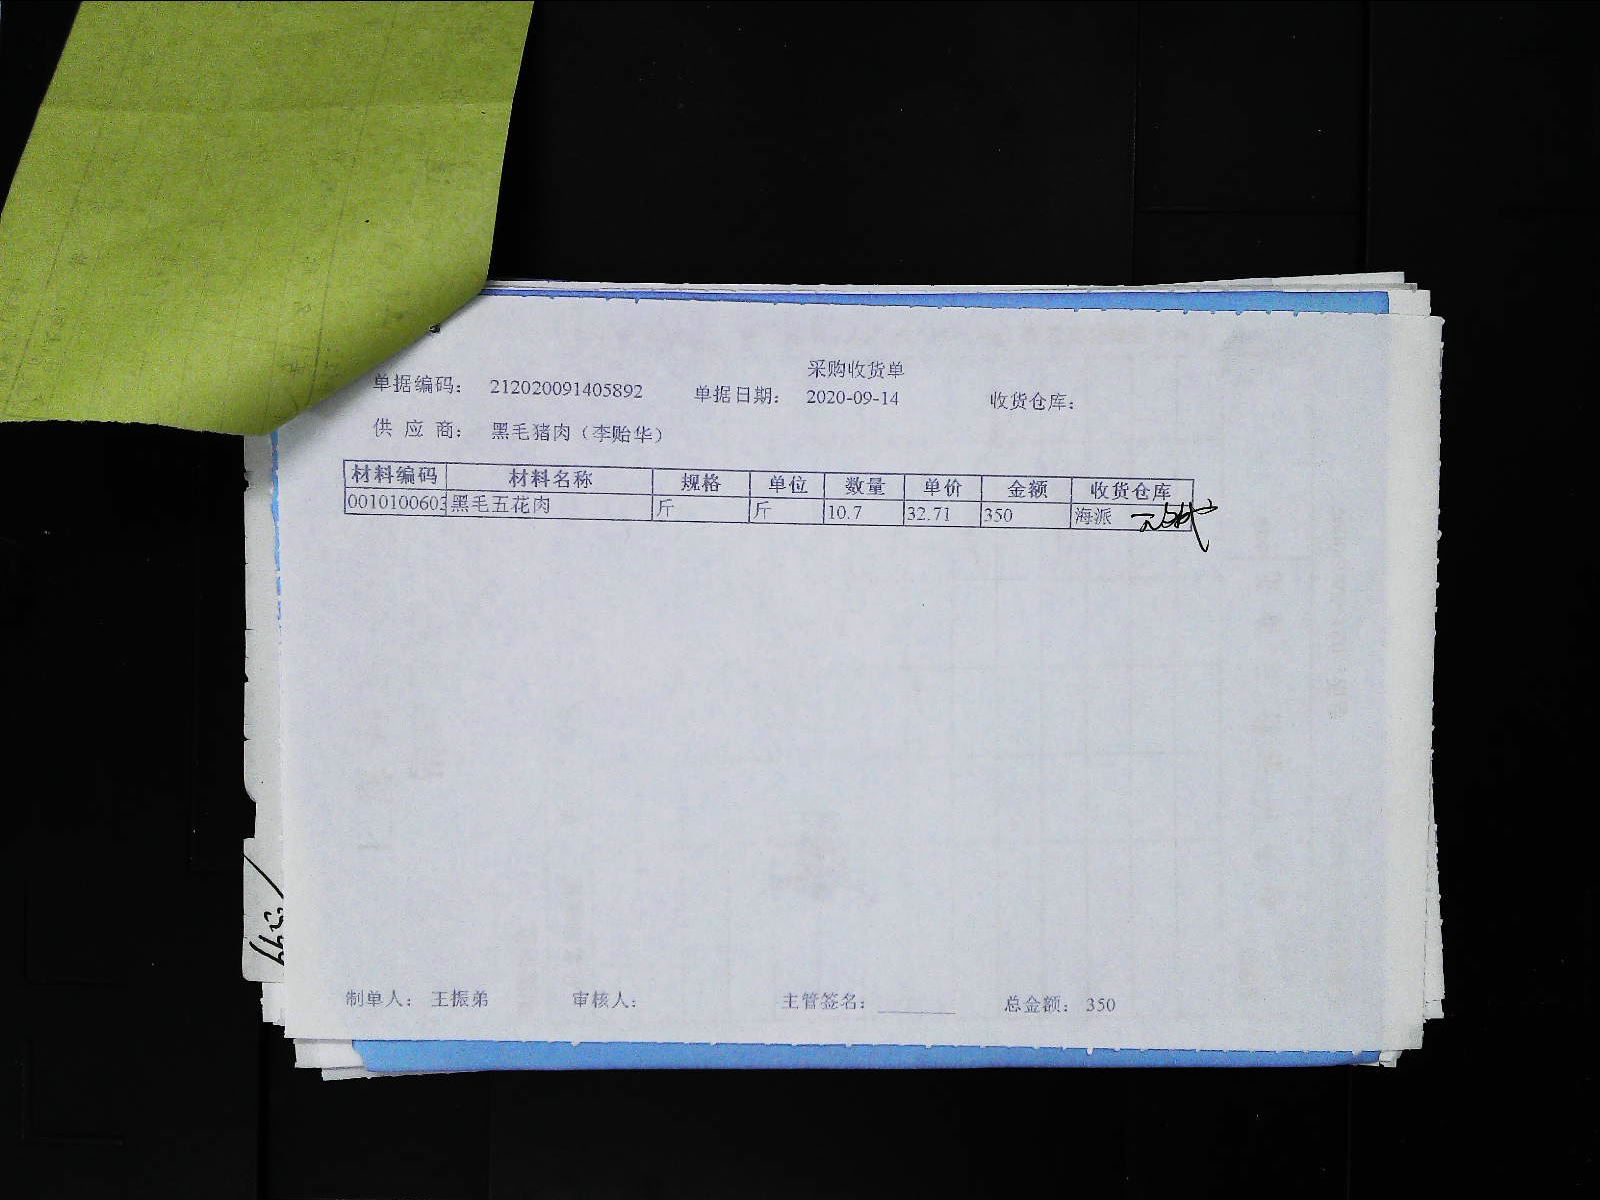 采购收货单
单据编码： 212020091405892 单据日期： 2020-09-14 收货仓库：
供 应 商： 黑毛猪肉（李贻华）
材料编码 材料名称 规格 单位 数量 单价 金额 收货仓库
0010100603 黑毛五花肉 斤 斤 10.7 32.71 350 海派
制单人： 王振弟 审核人： 主管签名： 总金额： 350